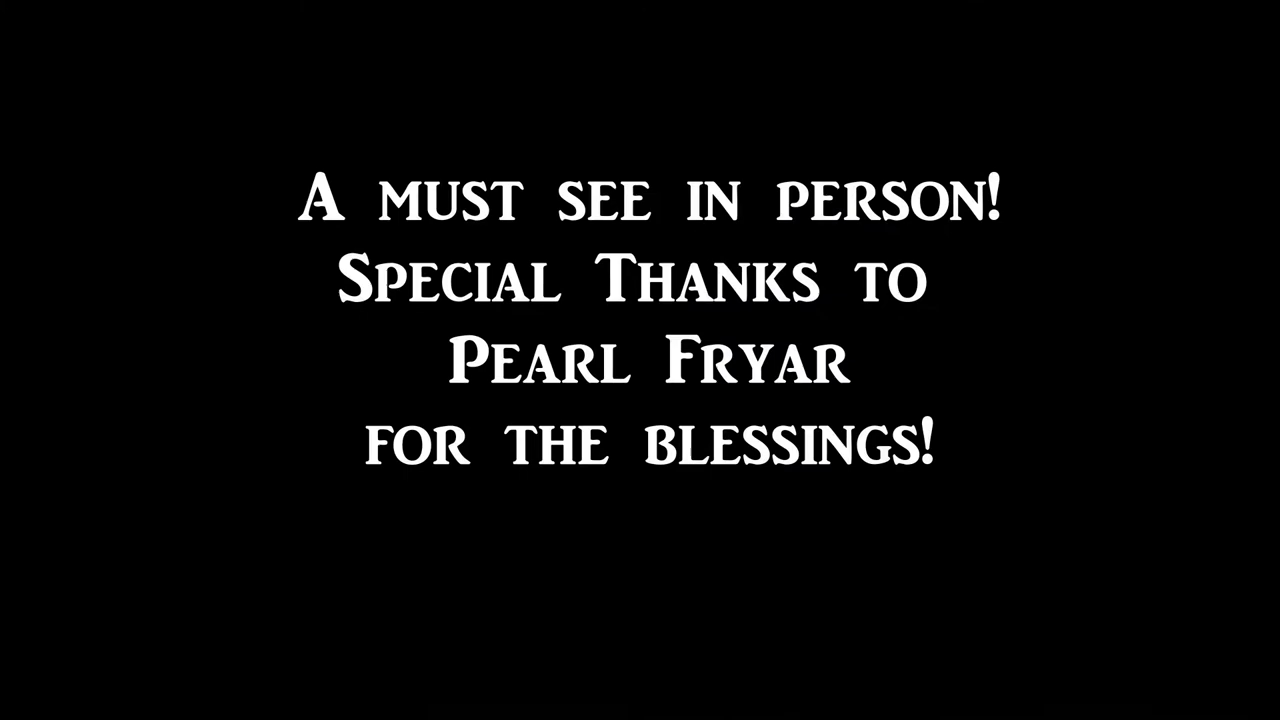 A must see in person!
Special Thanks to
Pearl Fryar
for the blessings!